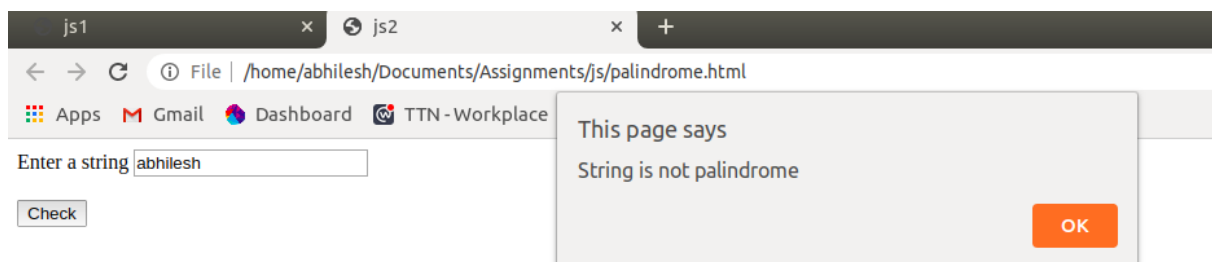 js1 × js2 × +
File | /home/abhilesh/Documents/Assignments/js/palindrome.html
Apps Gmail Dashboard TTN - Workplace
This page says
Enter a string abhilesh
String is not palindrome
Check
OK